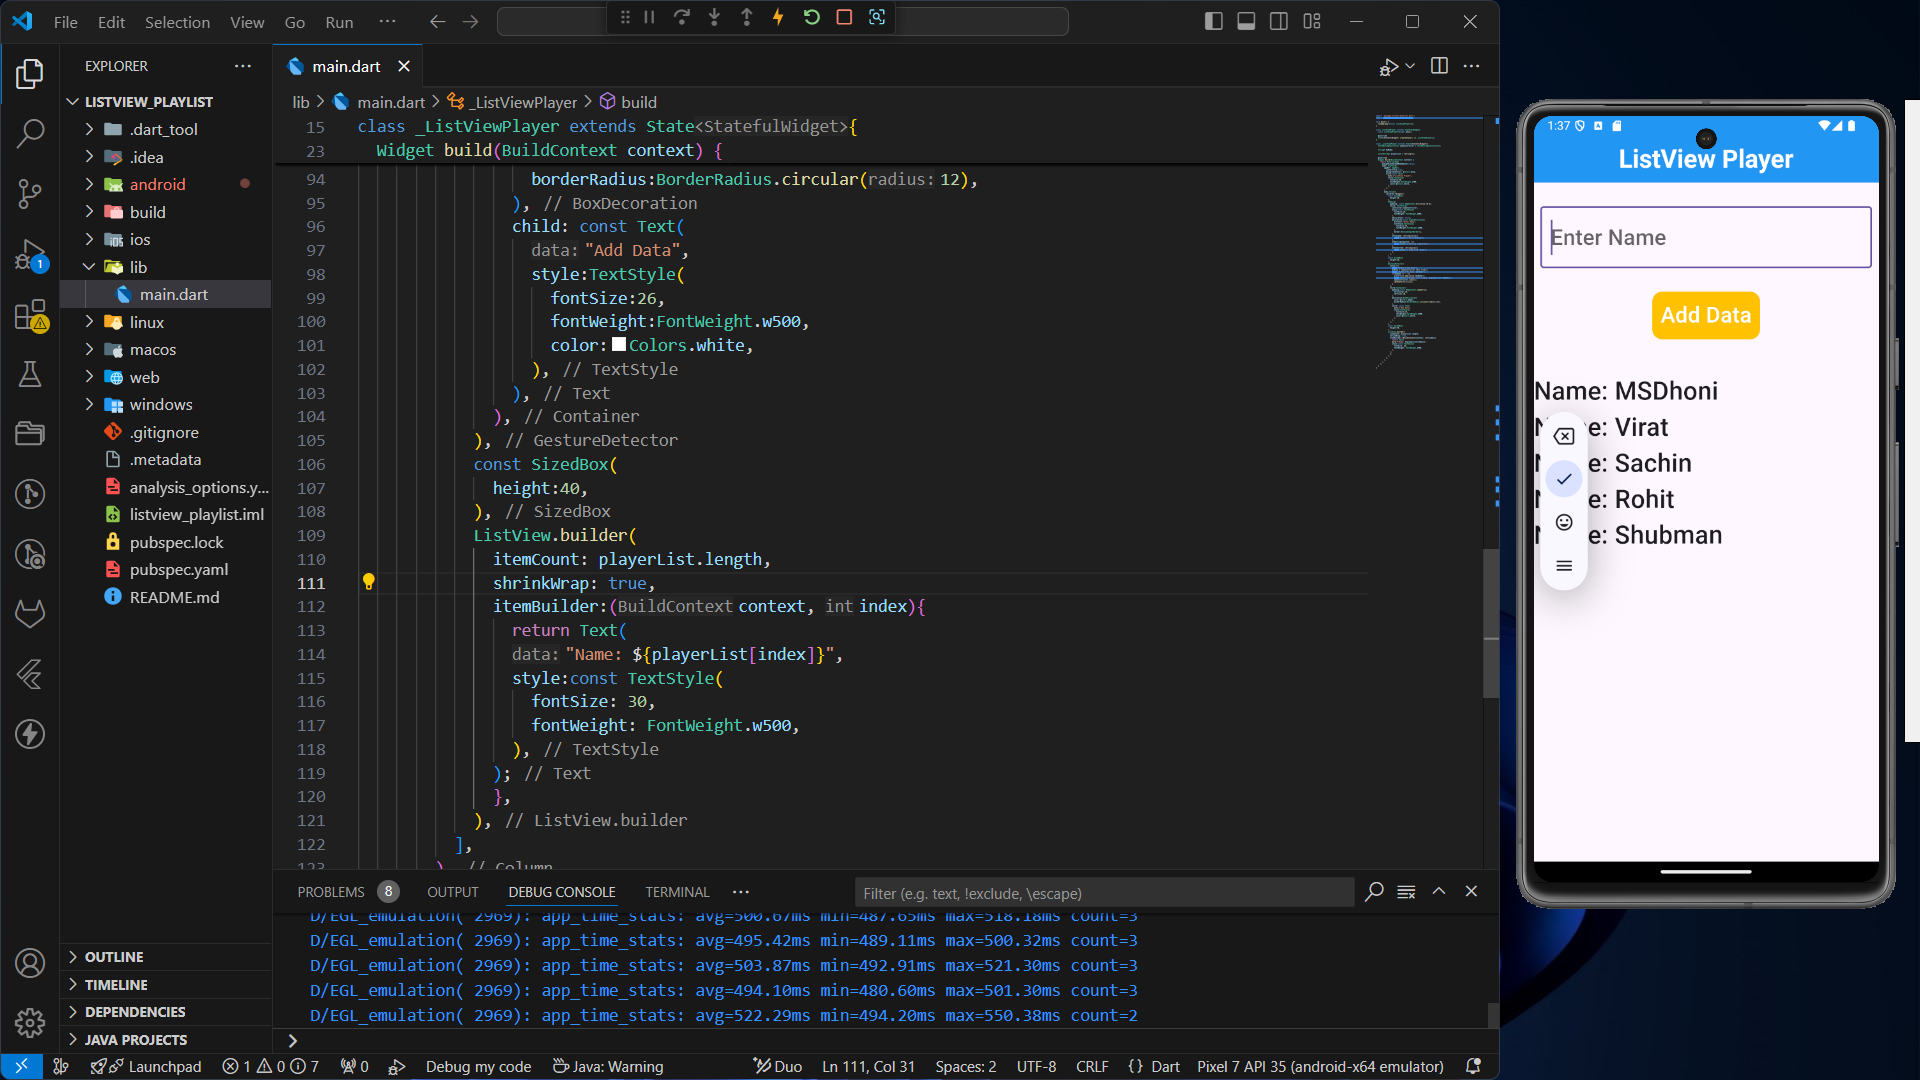 File Edit Selection View Go Run ···
EXPLORER ···
LISTVIEW_PLAYLIST
.dart_tool
.idea
android
build
ios
lib
main.dart
linux
macos
web
windows
.gitignore
.metadata
analysis_options.y...
listview_playlist.iml
pubspec.lock
pubspec.yaml
README.md
OUTLINE
TIMELINE
DEPENDENCIES
JAVA PROJECTS
1
main.dart
lib > main.dart > _ListViewPlayer > build
15 class _ListViewPlayer extends State<StatefulWidget>{
23 Widget build(BuildContext context) {
94 borderRadius:BorderRadius.circular(radius: 12),
95 ), // BoxDecoration
96 child: const Text(
97 data: "Add Data",
98 style:TextStyle(
99 fontSize:26,
100 fontWeight:FontWeight.w500,
101 color: Colors.white,
102 ), // TextStyle
103 ), // Text
104 ), // Container
105 ), // GestureDetector
106 const SizedBox(
107 height:40,
108 ), // SizedBox
109 ListView.builder(
110 itemCount: playerList.length,
111 shrinkWrap: true,
112 itemBuilder:(BuildContext context, int index){
113 return Text(
114 data: "Name: ${playerList[index]}",
115 style:const TextStyle(
116 fontSize: 30,
117 fontWeight: FontWeight.w500,
118 ), // TextStyle
119 ); // Text
120 },
121 ), // ListView.builder
122 ],
123 ), // Column
PROBLEMS 8 OUTPUT DEBUG CONSOLE TERMINAL ···
Filter (e.g. text, !exclude, \escape)
D/EGL_emulation( 2969): app_time_stats: avg=500.67ms min=487.65ms max=518.18ms count=3
D/EGL_emulation( 2969): app_time_stats: avg=495.42ms min=489.11ms max=500.32ms count=3
D/EGL_emulation( 2969): app_time_stats: avg=503.87ms min=492.91ms max=521.30ms count=3
D/EGL_emulation( 2969): app_time_stats: avg=494.10ms min=480.60ms max=501.30ms count=3
D/EGL_emulation( 2969): app_time_stats: avg=522.29ms min=494.20ms max=550.38ms count=2
Launchpad 1 0 7 0 Debug my code Java: Warning Duo Ln 111, Col 31 Spaces: 2 UTF-8 CRLF {} Dart Pixel 7 API 35 (android-x64 emulator)
1:37
ListView Player
Enter Name
Add Data
Name: MSDhoni
e: Virat
e: Sachin
e: Rohit
e: Shubman